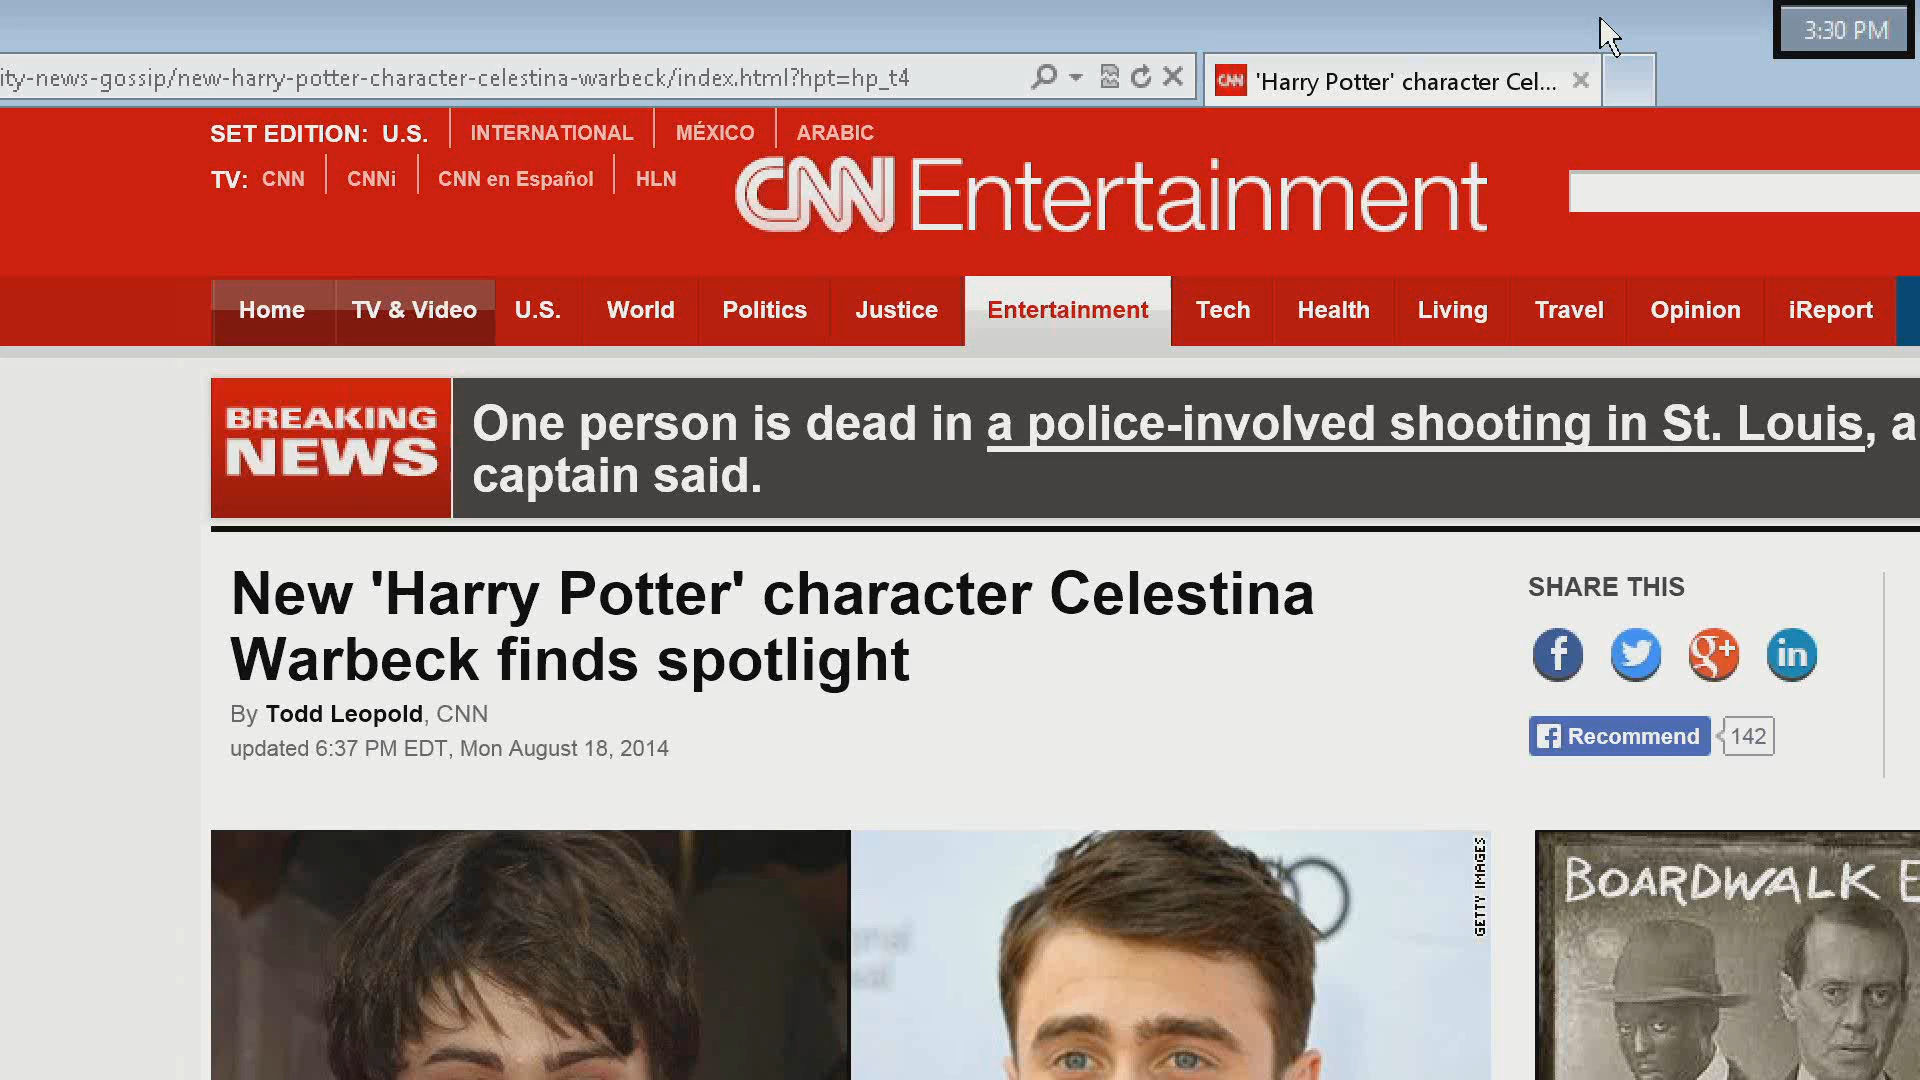 3:30 PM
ity-news-gossip/new-harry-potter-character-celestina-warbeck/index.html?hpt=hp_t4
'Harry Potter' character Cel...
SET EDITION: U.S. INTERNATIONAL MÉXICO ARABIC
TV: CNN CNNi CNN en Español HLN
CNN Entertainment
Home TV & Video U.S. World Politics Justice Entertainment Tech Health Living Travel Opinion iReport
BREAKING NEWS
One person is dead in a police-involved shooting in St. Louis, a
captain said.
New 'Harry Potter' character Celestina
Warbeck finds spotlight
By Todd Leopold, CNN
updated 6:37 PM EDT, Mon August 18, 2014
SHARE THIS
f g+ in
Recommend 142
GETTY IMAGES
BOARDWALK E